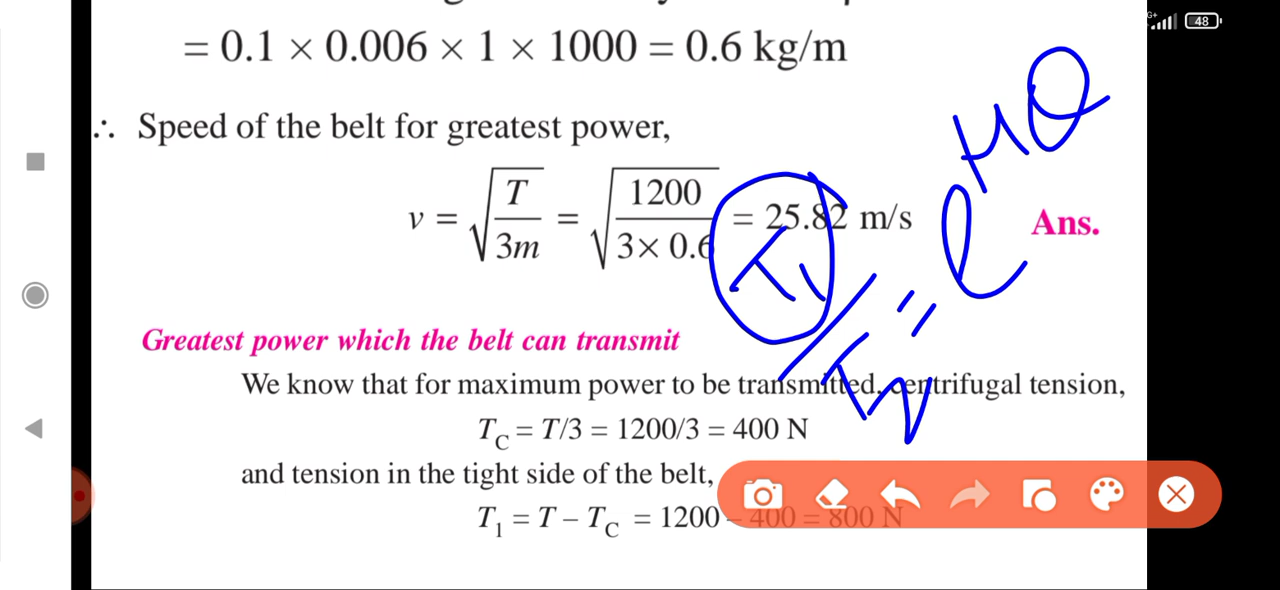 G+ 48
= 0.1 × 0.006 × 1 × 1000 = 0.6 kg/m
∴ Speed of the belt for greatest power,
v = √(T/3m) = √(1200/(3 × 0.6 = 25.82 m/s Ans.
T₁/T₂ = e^μθ
Greatest power which the belt can transmit
We know that for maximum power to be transmitted, centrifugal tension,
T_C = T/3 = 1200/3 = 400 N
and tension in the tight side of the belt,
T₁ = T – T_C = 1200 – 400 = 800 N